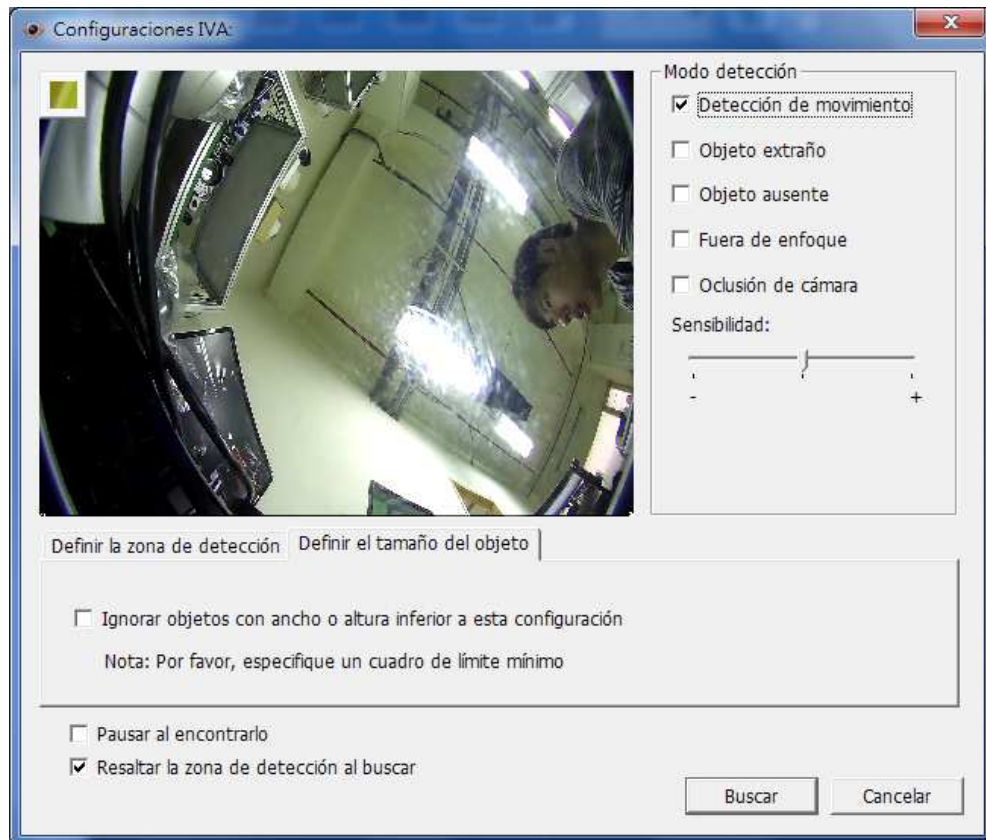 Configuraciones IVA:
Modo detección
Detección de movimiento
Objeto extraño
Objeto ausente
Fuera de enfoque
Oclusión de cámara
Sensibilidad:
- +
Definir la zona de detección Definir el tamaño del objeto
Ignorar objetos con ancho o altura inferior a esta configuración
Nota: Por favor, especifique un cuadro de límite mínimo
Pausar al encontrarlo
Resaltar la zona de detección al buscar
Buscar Cancelar